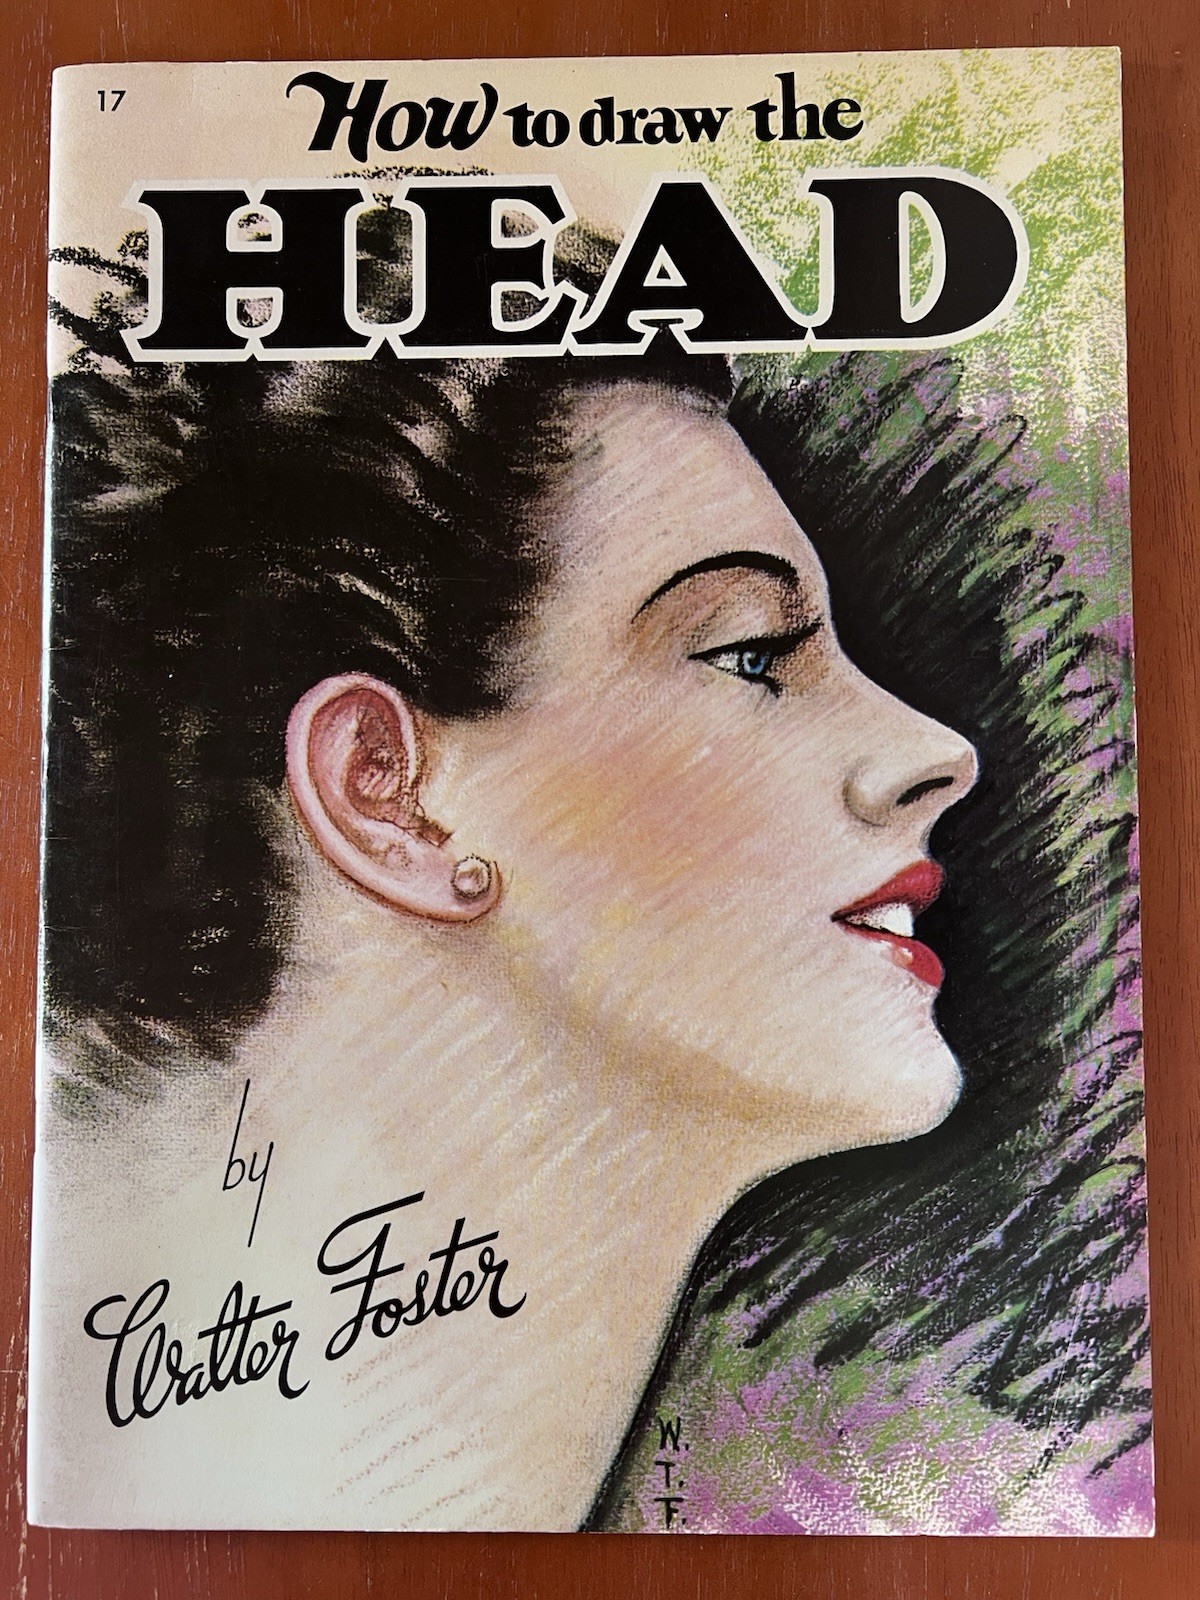 17
How to draw the
HEAD
by
Walter Foster
W.
T.
F.